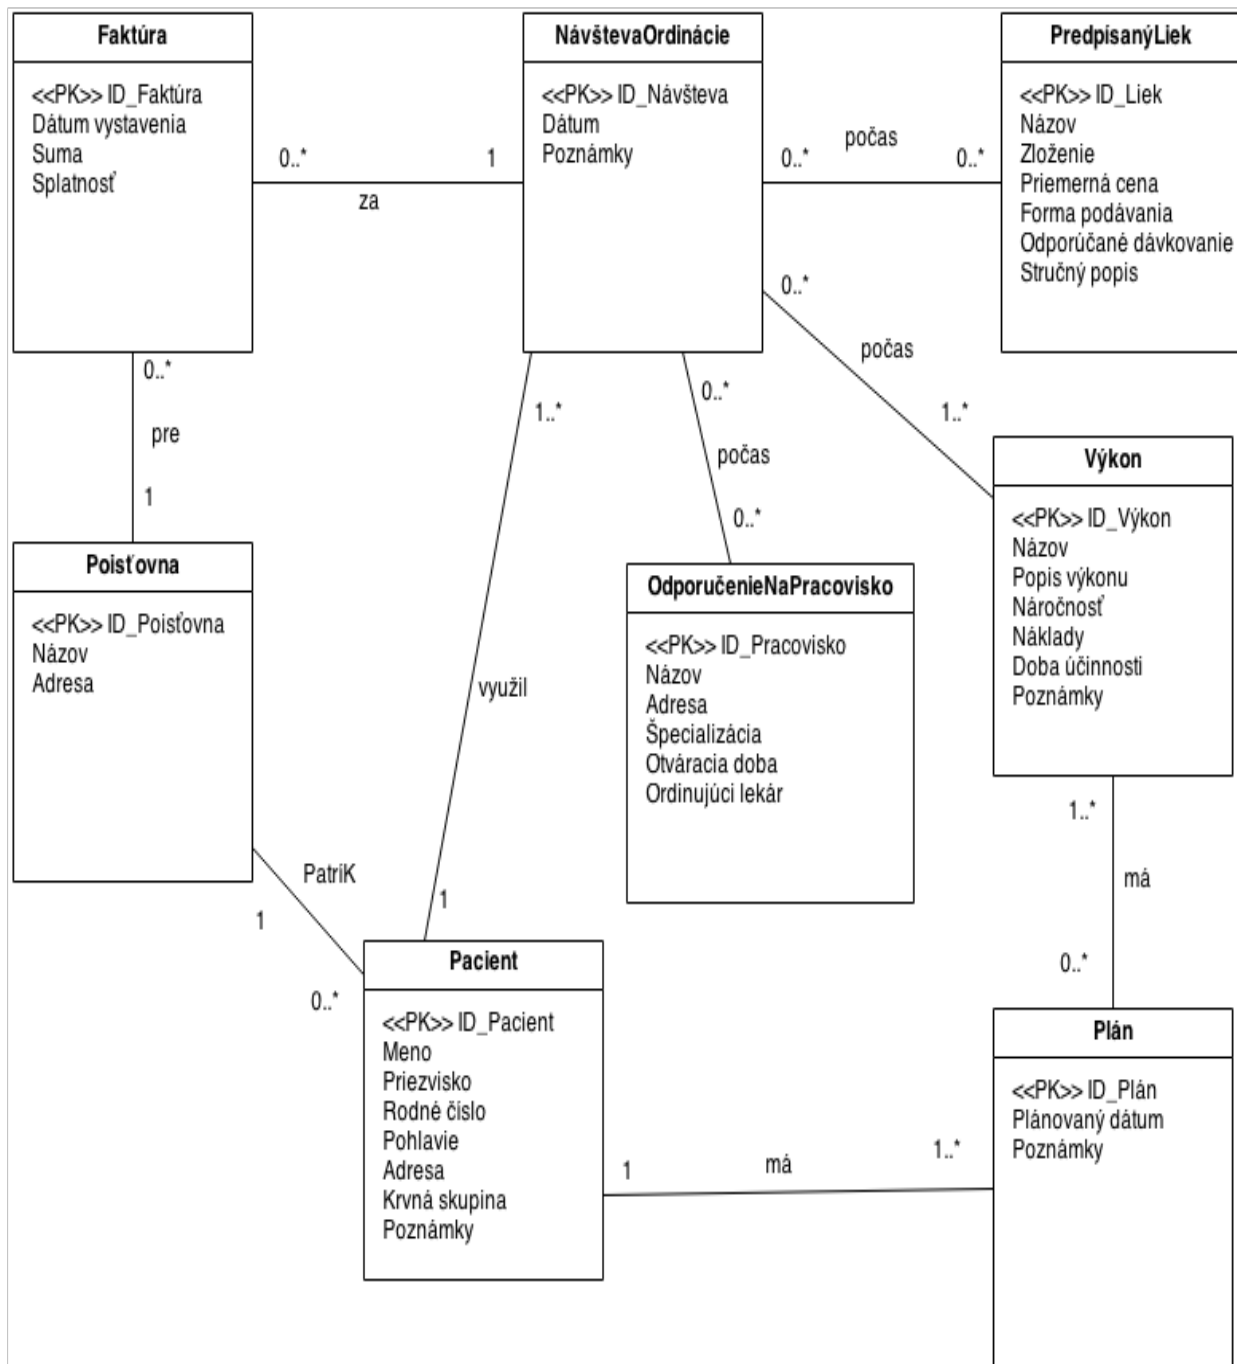 Faktúra
<<PK>> ID_Faktúra
Dátum vystavenia
Suma
Splatnosť
0..*
1
za
NávštevaOrdinácie
<<PK>> ID_Návšteva
Dátum
Poznámky
0..*
počas
0..*
PredpísanýLiek
<<PK>> ID_Liek
Názov
Zloženie
Priemerná cena
Forma podávania
Odporúčané dávkovanie
Stručný popis
0..*
počas
1..*
0..*
pre
1
1..*
využil
1
0..*
počas
0..*
Výkon
<<PK>> ID_Výkon
Názov
Popis výkonu
Náročnosť
Náklady
Doba účinnosti
Poznámky
Poisťovna
<<PK>> ID_Poisťovna
Názov
Adresa
OdporučenieNaPracovisko
<<PK>> ID_Pracovisko
Názov
Adresa
Špecializácia
Otváracia doba
Ordinujúci lekár
PatríK
1
0..*
1..*
má
0..*
Pacient
<<PK>> ID_Pacient
Meno
Priezvisko
Rodné číslo
Pohlavie
Adresa
Krvná skupina
Poznámky
1
má
1..*
Plán
<<PK>> ID_Plán
Plánovaný dátum
Poznámky